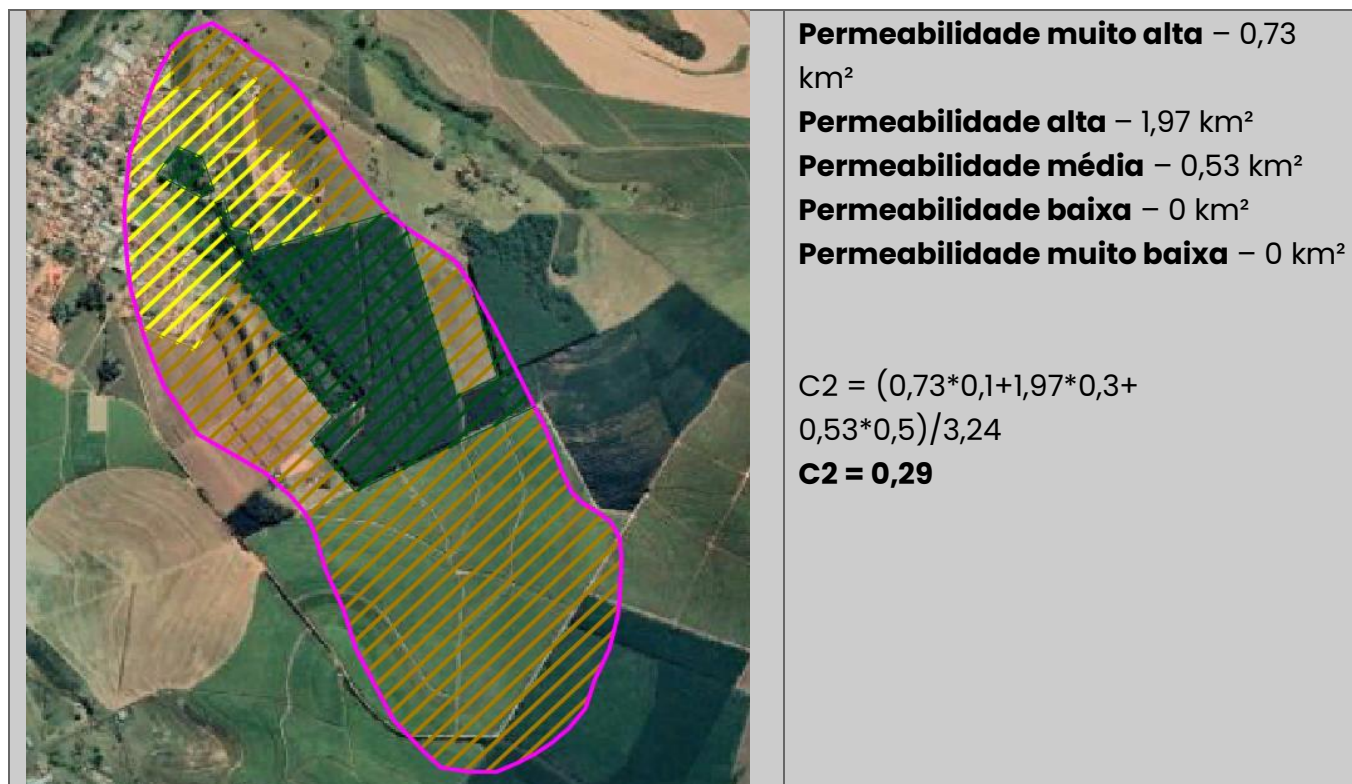 Permeabilidade muito alta – 0,73
km²
Permeabilidade alta – 1,97 km²
Permeabilidade média – 0,53 km²
Permeabilidade baixa – 0 km²
Permeabilidade muito baixa – 0 km²
C2 = (0,73*0,1+1,97*0,3+
0,53*0,5)/3,24
C2 = 0,29